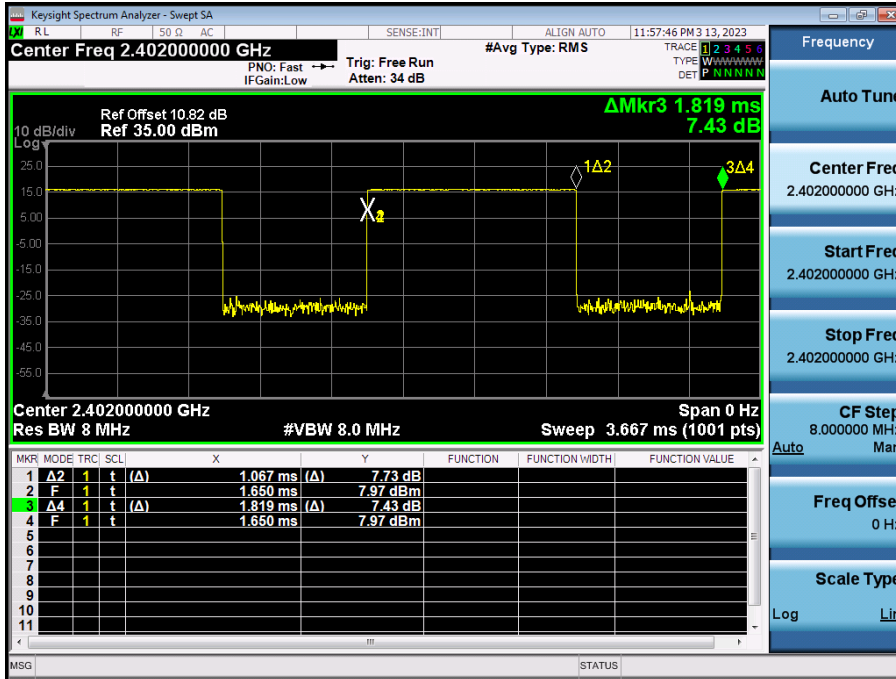 Keysight Spectrum Analyzer - Swept SA
LXI RL RF 50 Ω AC SENSE:INT ALIGN AUTO 11:57:46 PM 3 13, 2023
Center Freq 2.402000000 GHz
PNO: Fast
IFGain:Low
Trig: Free Run
Atten: 34 dB
#Avg Type: RMS
TRACE 1 2 3 4 5 6
TYPE WWWWWW
DET P N N N N N
Frequency
ΔMkr3 1.819 ms
7.43 dB
Ref Offset 10.82 dB
10 dB/div Ref 35.00 dBm
Log
25.0
15.0
5.00
-5.00
-15.0
-25.0
-35.0
-45.0
-55.0
1Δ2
3Δ4
Center 2.402000000 GHz Span 0 Hz
Res BW 8 MHz #VBW 8.0 MHz Sweep 3.667 ms (1001 pts)
MKR MODE TRC SCL X Y FUNCTION FUNCTION WIDTH FUNCTION VALUE
1 Δ2 1 t (Δ) 1.067 ms (Δ) 7.73 dB
2 F 1 t 1.650 ms 7.97 dBm
3 Δ4 1 t (Δ) 1.819 ms (Δ) 7.43 dB
4 F 1 t 1.650 ms 7.97 dBm
5
6
7
8
9
10
11
MSG STATUS
Auto Tune
Center Freq
2.402000000 GHz
Start Freq
2.402000000 GHz
Stop Freq
2.402000000 GHz
CF Step
8.000000 MHz
Auto Man
Freq Offset
0 Hz
Scale Type
Log Lin